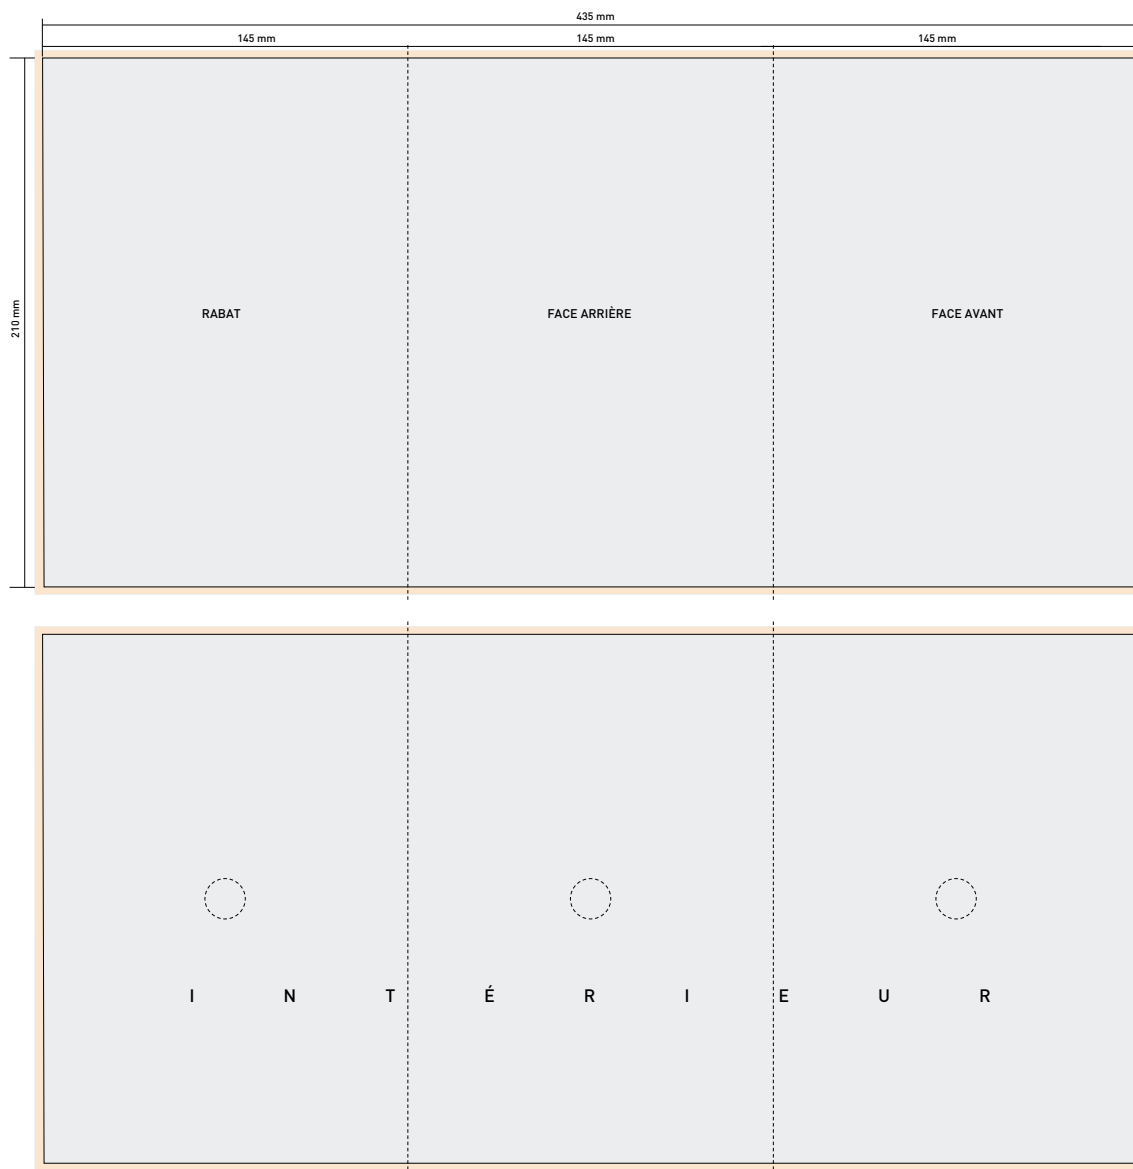 435 mm
145 mm 145 mm 145 mm
210 mm
RABAT FACE ARRIÈRE FACE AVANT
I N T É R I E U R